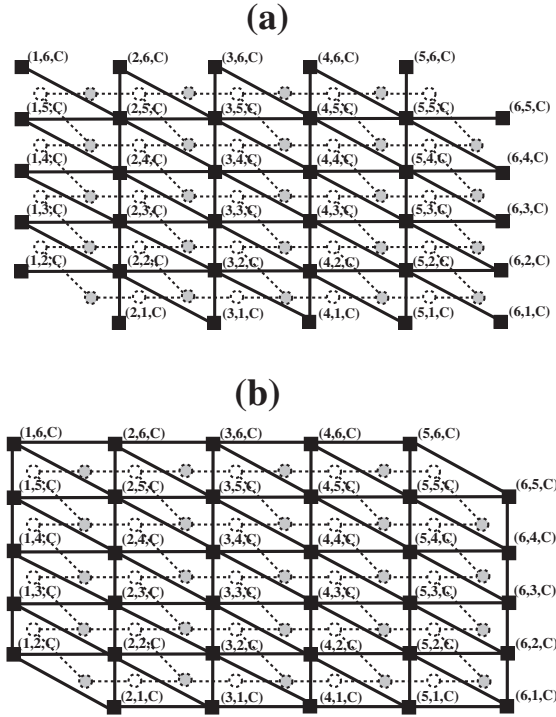 (a)
(1,6,C) (2,6,C) (3,6,C) (4,6,C) (5,6,C)
(1,5,C) (2,5,C) (3,5,C) (4,5,C) (5,5,C) (6,5,C)
(1,4,C) (2,4,C) (3,4,C) (4,4,C) (5,4,C) (6,4,C)
(1,3,C) (2,3,C) (3,3,C) (4,3,C) (5,3,C) (6,3,C)
(1,2,C) (2,2,C) (3,2,C) (4,2,C) (5,2,C) (6,2,C)
(2,1,C) (3,1,C) (4,1,C) (5,1,C) (6,1,C)
(b)
(1,6,C) (2,6,C) (3,6,C) (4,6,C) (5,6,C)
(1,5,C) (2,5,C) (3,5,C) (4,5,C) (5,5,C) (6,5,C)
(1,4,C) (2,4,C) (3,4,C) (4,4,C) (5,4,C) (6,4,C)
(1,3,C) (2,3,C) (3,3,C) (4,3,C) (5,3,C) (6,3,C)
(1,2,C) (2,2,C) (3,2,C) (4,2,C) (5,2,C) (6,2,C)
(2,1,C) (3,1,C) (4,1,C) (5,1,C) (6,1,C)